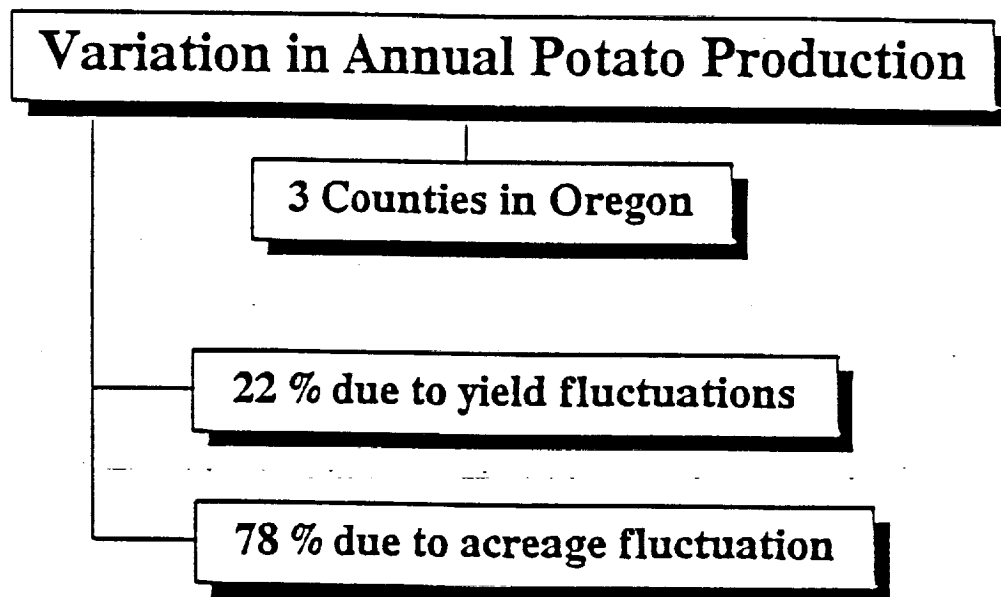 Variation in Annual Potato Production
3 Counties in Oregon
22 % due to yield fluctuations
78 % due to acreage fluctuation